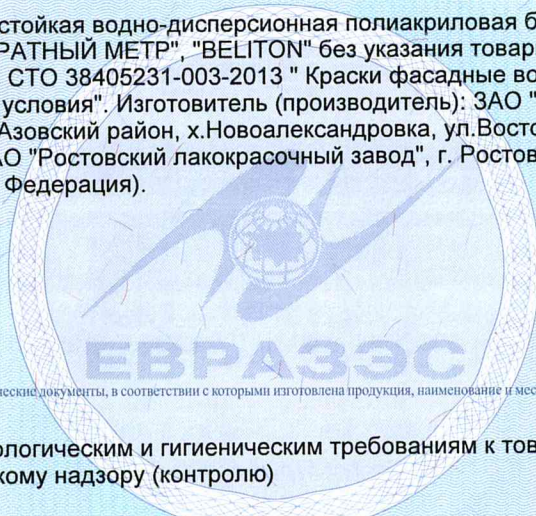 стойкая водно-дисперсионная полиакриловая
РАТНЫЙ МЕТР", "BELITON" без указания товар
СТО 38405231-003-2013 " Краски фасадные во
условия". Изготовитель (производитель): ЗАО "
Азовский район, х.Новоалександровка, ул.Восто
АО "Ростовский лакокрасочный завод", г. Ростов
Федерация).
ЕВРАЗЭС
ческие документы, в соответствии с которыми изготовлена продукция, наименование и мес
ологическим и гигиеническим требованиям к тов
кому надзору (контролю)